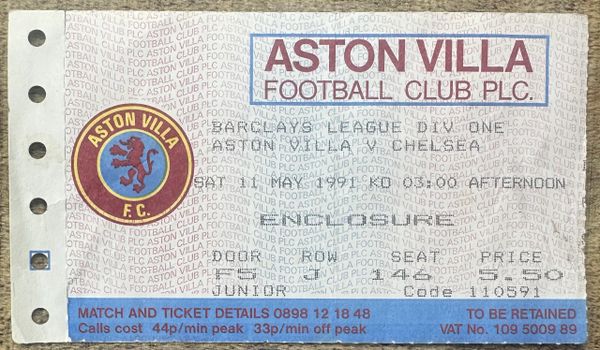 ASTON VILLA
FOOTBALL CLUB PLC.
ASTON VILLA
F.C.
BARCLAYS LEAGUE DIV ONE
ASTON VILLA V CHELSEA
SAT 11 MAY 1991 KO 03:00 AFTERNOON
ENCLOSURE
DOOR ROW SEAT PRICE
F5 J 146 5.50
JUNIOR Code 110591
MATCH AND TICKET DETAILS 0898 12 18 48 TO BE RETAINED
Calls cost 44p/min peak 33p/min off peak VAT No. 109 5009 89